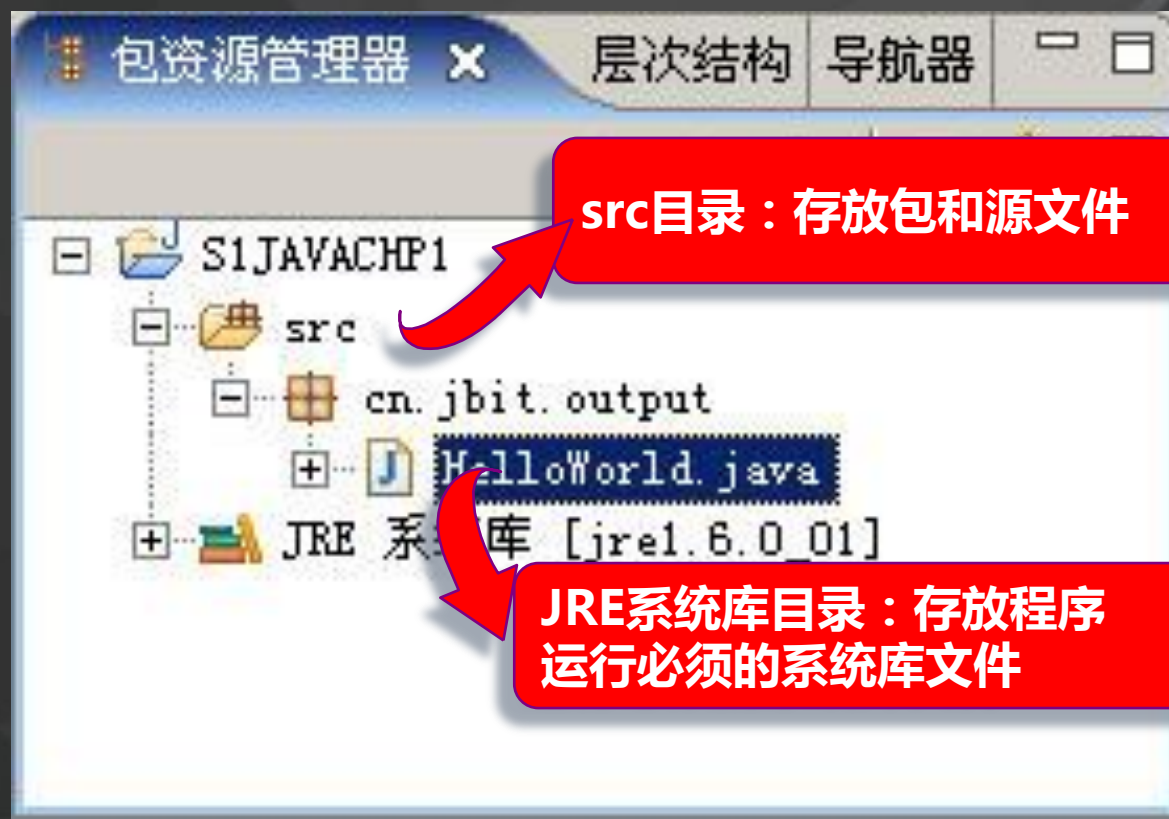 包资源管理器
层次结构
导航器
src目录：存放包和源文件
S1JAVACHP1
src
cn.jbit.output
HelloWorld.java
JRE 系统库 [jre1.6.0_01]
JRE系统库目录：存放程序
运行必须的系统库文件